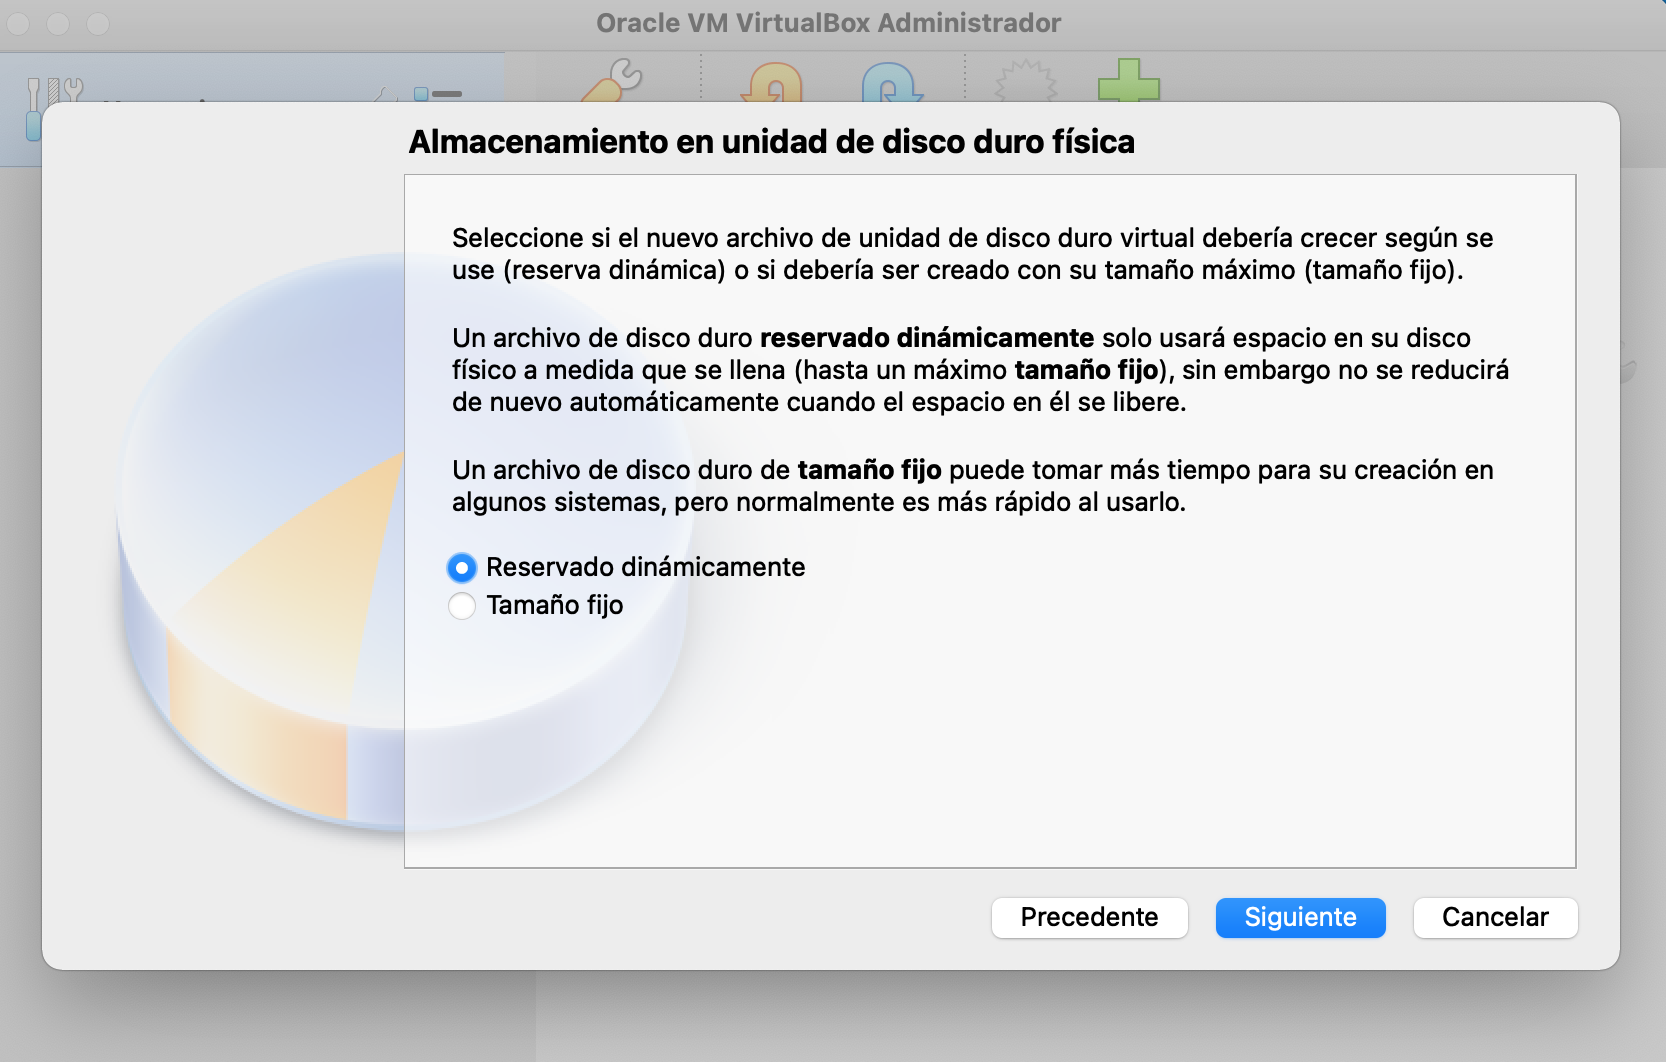 Oracle VM VirtualBox Administrador
Almacenamiento en unidad de disco duro física
Seleccione si el nuevo archivo de unidad de disco duro virtual debería crecer según se
use (reserva dinámica) o si debería ser creado con su tamaño máximo (tamaño fijo).
Un archivo de disco duro reservado dinámicamente solo usará espacio en su disco
físico a medida que se llena (hasta un máximo tamaño fijo), sin embargo no se reducirá
de nuevo automáticamente cuando el espacio en él se libere.
Un archivo de disco duro de tamaño fijo puede tomar más tiempo para su creación en
algunos sistemas, pero normalmente es más rápido al usarlo.
Reservado dinámicamente
Tamaño fijo
Precedente
Siguiente
Cancelar